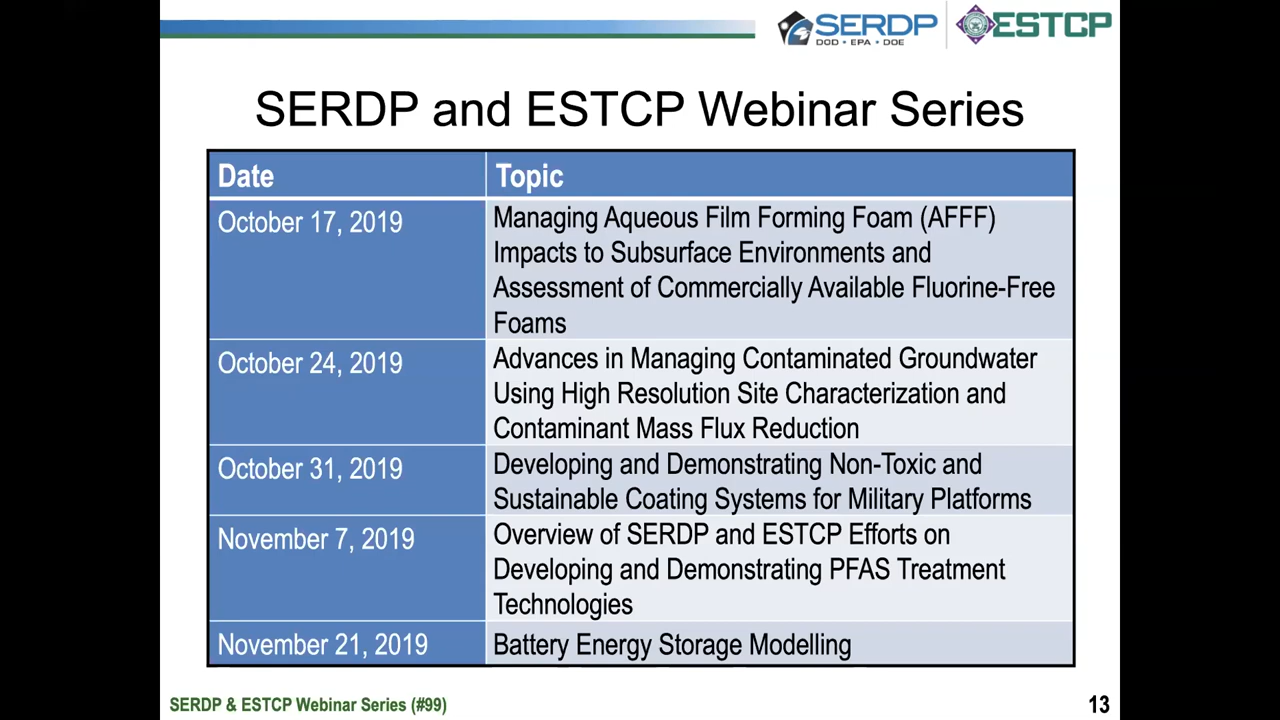 SERDP
DOD • EPA • DOE
ESTCP
SERDP and ESTCP Webinar Series
Date
Topic
October 17, 2019
Managing Aqueous Film Forming Foam (AFFF)
Impacts to Subsurface Environments and
Assessment of Commercially Available Fluorine-Free
Foams
October 24, 2019
Advances in Managing Contaminated Groundwater
Using High Resolution Site Characterization and
Contaminant Mass Flux Reduction
October 31, 2019
Developing and Demonstrating Non-Toxic and
Sustainable Coating Systems for Military Platforms
November 7, 2019
Overview of SERDP and ESTCP Efforts on
Developing and Demonstrating PFAS Treatment
Technologies
November 21, 2019
Battery Energy Storage Modelling
SERDP & ESTCP Webinar Series (#99)
13